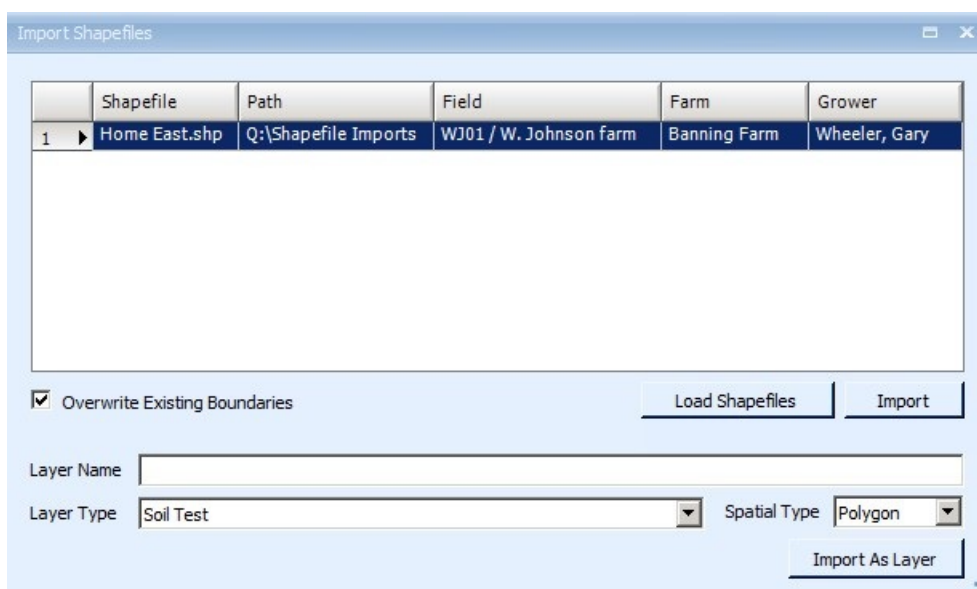 Import Shapefiles
Shapefile Path Field Farm Grower
1 Home East.shp Q:\Shapefile Imports WJ01 / W. Johnson farm Banning Farm Wheeler, Gary
Overwrite Existing Boundaries Load Shapefiles Import
Layer Name
Layer Type Soil Test Spatial Type Polygon
Import As Layer